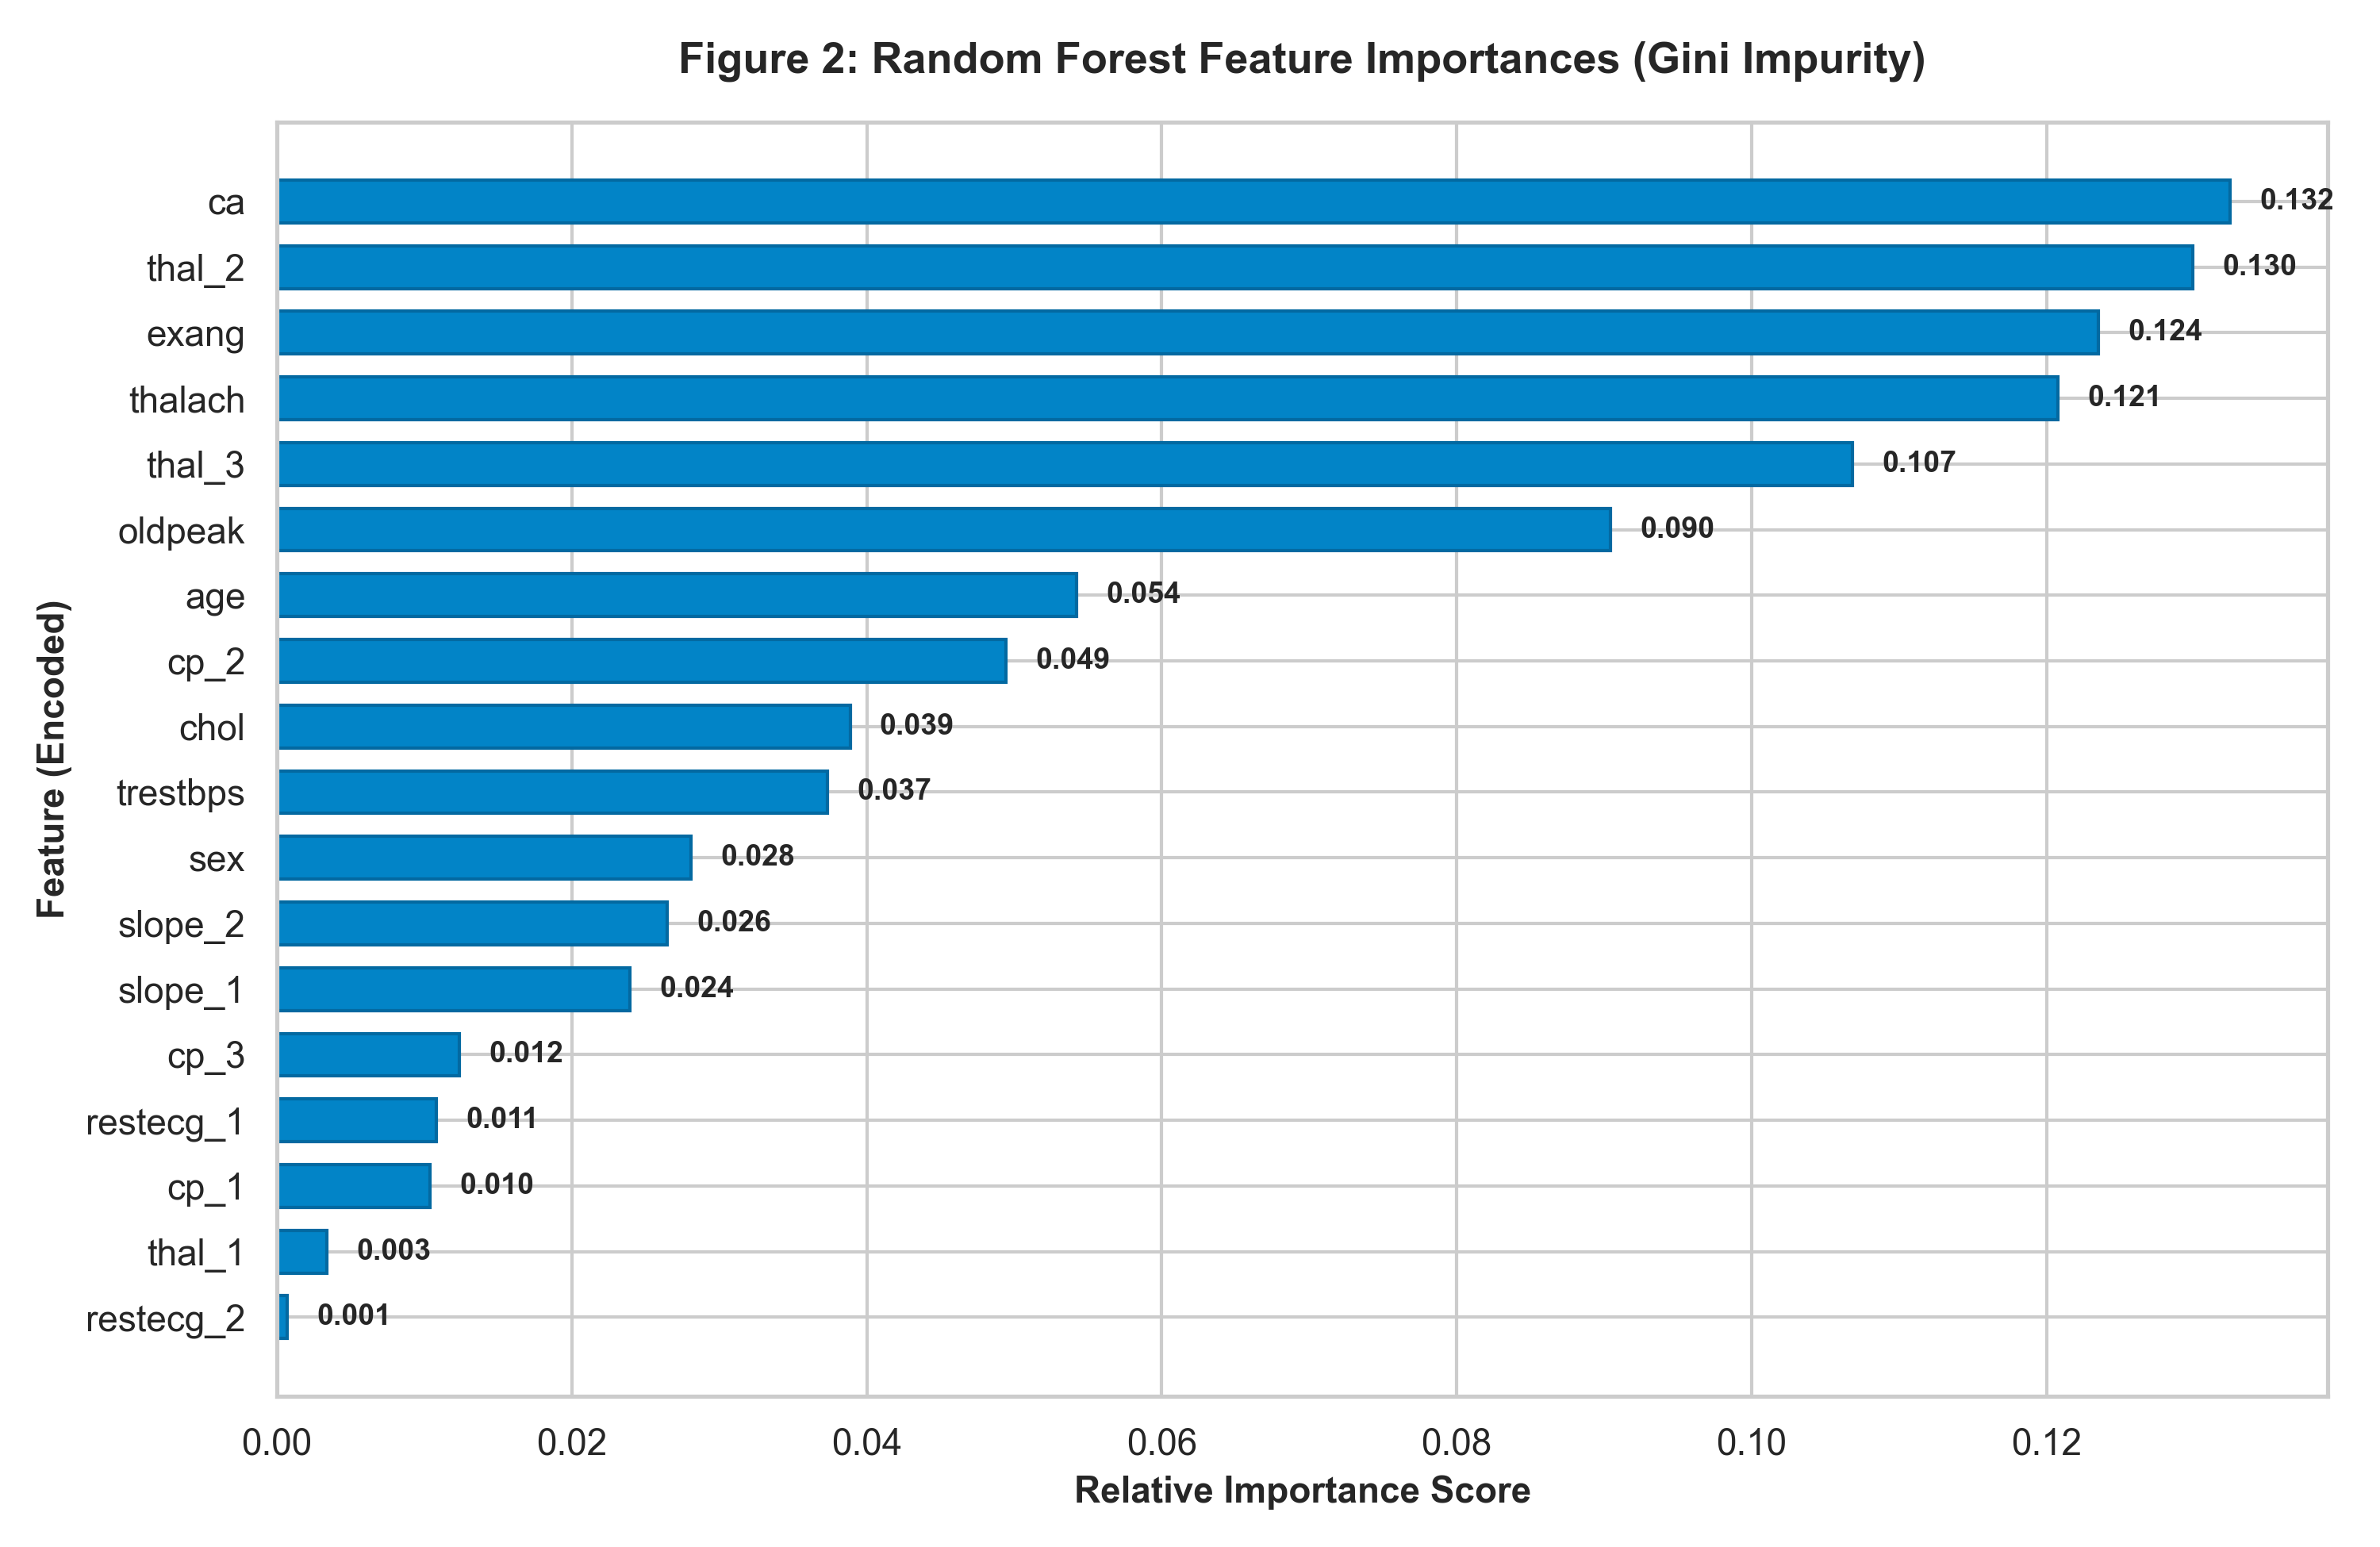 Figure 2: Random Forest Feature Importances (Gini Impurity)
ca 0.132
thal_2 0.130
exang 0.124
thalach 0.121
thal_3 0.107
oldpeak 0.090
age 0.054
cp_2 0.049
chol 0.039
trestbps 0.037
sex 0.028
slope_2 0.026
slope_1 0.024
cp_3 0.012
restecg_1 0.011
cp_1 0.010
thal_1 0.003
restecg_2 0.001
Feature (Encoded)
0.00 0.02 0.04 0.06 0.08 0.10 0.12
Relative Importance Score